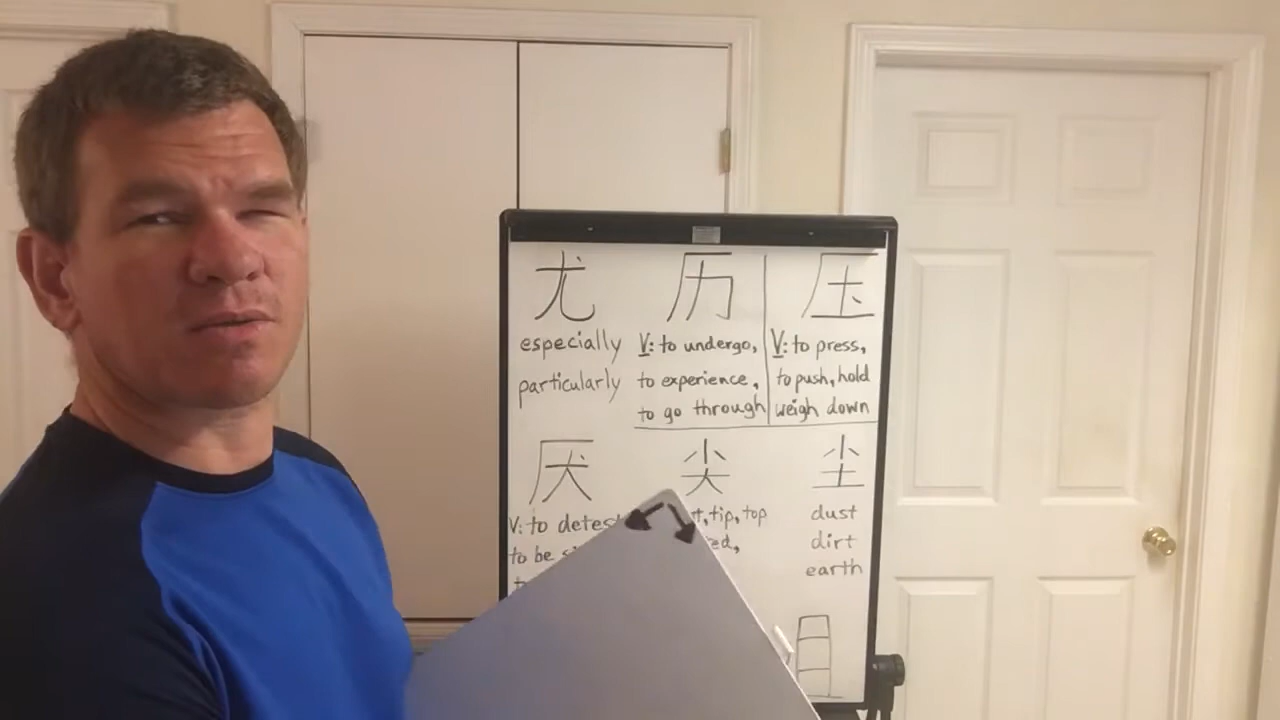 尤 历 压
especially V: to undergo, V: to press,
particularly to experience, to push, hold
to go through weigh down
厌 尖 尘
V: to tip, top dust
to be dirt
earth